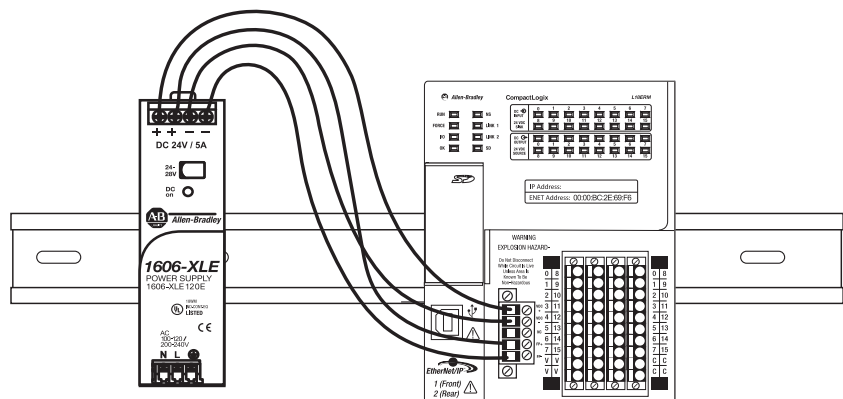 + + − −
DC 24V / 5A
24-
28V
DC
on
AB
Allen-Bradley
1606-XLE
POWER SUPPLY
1606-XLE120E
UL
LISTED
CE
AC
100-120/
200-240V
N L
Allen-Bradley
CompactLogix
L18ERM
RUN NS
FORCE LINK 1
I/O LINK 2
OK SD
DC
INPUT
24 VDC
SINK
0 1 2 3 4 5 6 7
8 9 10 11 12 13 14 15
DC
OUTPUT
24 VDC
SOURCE
0 1 2 3 4 5 6 7
8 9 10 11 12 13 14 15
SD
IP Address:
ENET Address: 00:00:BC:2E:69:F6
WARNING
EXPLOSION HAZARD-
Do Not Disconnect
While Circuit is Live
Unless Area is
Known To Be
Non-Hazardous
0 8
1 9
2 10
3 11
4 12
5 13
6 14
7 15
V C
V V
0 8
1 9
2 10
3 11
4 12
5 13
6 14
7 15
C C
C C
EtherNet/IP
1 (Front)
2 (Rear)